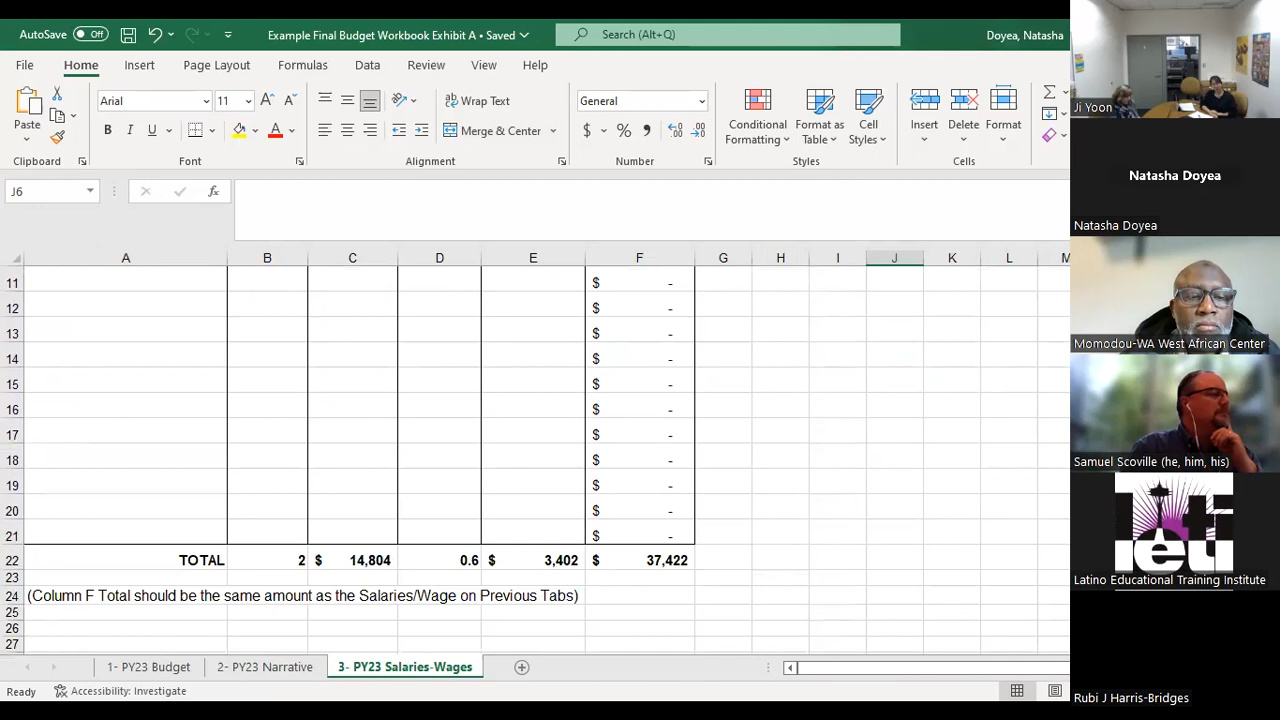 AutoSave Off Example Final Budget Workbook Exhibit A • Saved Search (Alt+Q) Doyea, Natasha
File Home Insert Page Layout Formulas Data Review View Help
Arial 11 Wrap Text General
Paste Merge & Center $ % Conditional Formatting Format as Table Cell Styles Insert Delete Format
Clipboard Font Alignment Number Styles Cells
J6 fx
A B C D E F G H I J K L M
11 $ -
12 $ -
13 $ -
14 $ -
15 $ -
16 $ -
17 $ -
18 $ -
19 $ -
20 $ -
21 $ -
22 TOTAL 2 $ 14,804 0.6 $ 3,402 $ 37,422
23
24 (Column F Total should be the same amount as the Salaries/Wage on Previous Tabs)
25
26
27
1- PY23 Budget 2- PY23 Narrative 3- PY23 Salaries-Wages
Ready Accessibility: Investigate
Ji Yoon
Natasha Doyea
Natasha Doyea
Momodou-WA West African Center
Samuel Scoville (he, him, his)
Latino Educational Training Institute
Rubi J Harris-Bridges